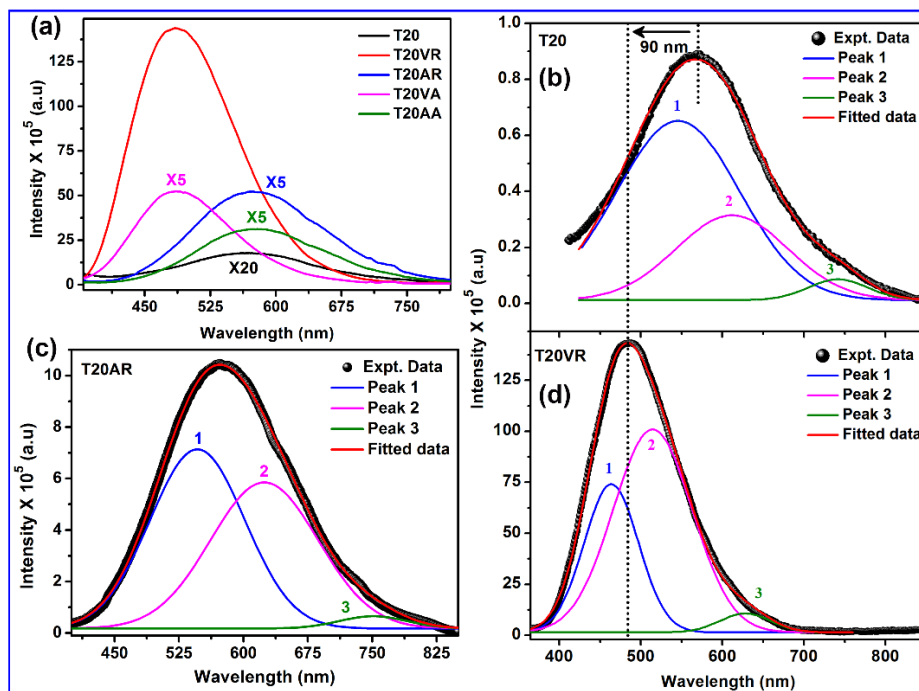 (a)
T20
T20VR
T20AR
T20VA
T20AA
X5
X5
X5
X20
125
100
75
50
25
0
450
525
600
675
750
Wavelength (nm)
Intensity X 10⁵ (a.u)
(b)
T20
90 nm
Expt. Data
Peak 1
Peak 2
Peak 3
Fitted data
1
2
3
1.0
0.8
0.6
0.4
0.2
0.0
Intensity X 10⁵ (a.u)
(c)
T20AR
Expt. Data
Peak 1
Peak 2
Peak 3
Fitted data
1
2
3
10
8
6
4
2
0
450
525
600
675
750
825
Wavelength (nm)
Intensity X 10⁵ (a.u)
(d)
T20VR
Expt. Data
Peak 1
Peak 2
Peak 3
Fitted data
1
2
3
125
100
75
50
25
0
400
500
600
700
800
Wavelength (nm)